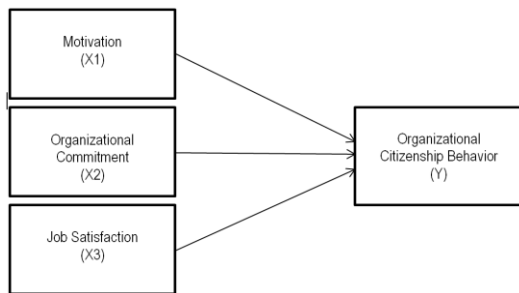 Motivation
(X1)
Organizational
Commitment
(X2)
Organizational
Citizenship Behavior
(Y)
Job Satisfaction
(X3)